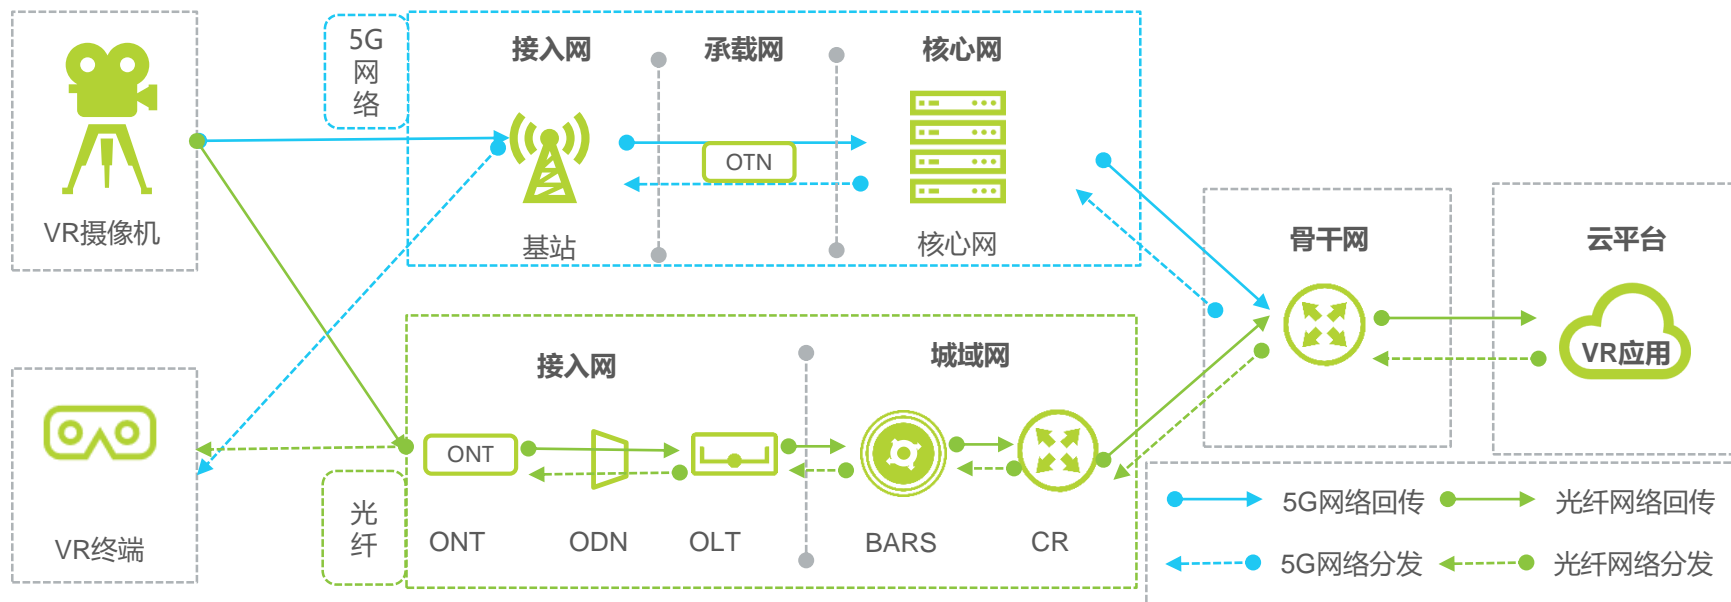 5G
网
络
接入网
承载网
核心网
OTN
VR摄像机
基站
核心网
骨干网
云平台
VR应用
接入网
城域网
ONT
光
纤
ONT
ODN
OLT
BARS
CR
VR终端
5G网络回传
光纤网络回传
5G网络分发
光纤网络分发